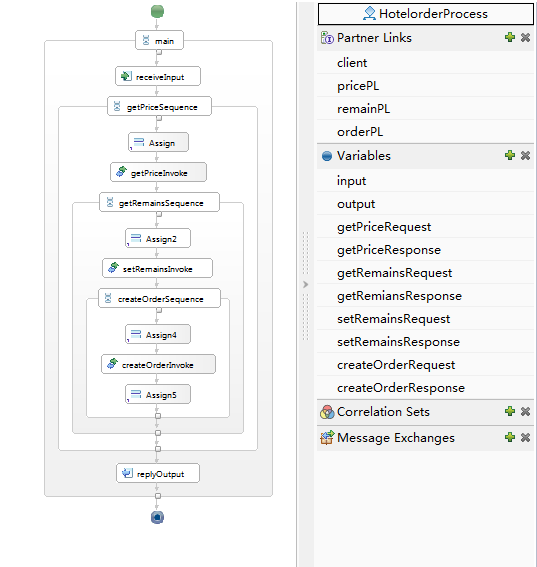 main
receiveInput
getPriceSequence
Assign
getPriceInvoke
getRemainsSequence
Assign2
setRemainsInvoke
createOrderSequence
Assign4
createOrderInvoke
Assign5
replyOutput
HotelorderProcess
Partner Links
client
pricePL
remainPL
orderPL
Variables
input
output
getPriceRequest
getPriceResponse
getRemainsRequest
getRemiansResponse
setRemainsRequest
setRemainsResponse
createOrderRequest
createOrderResponse
Correlation Sets
Message Exchanges